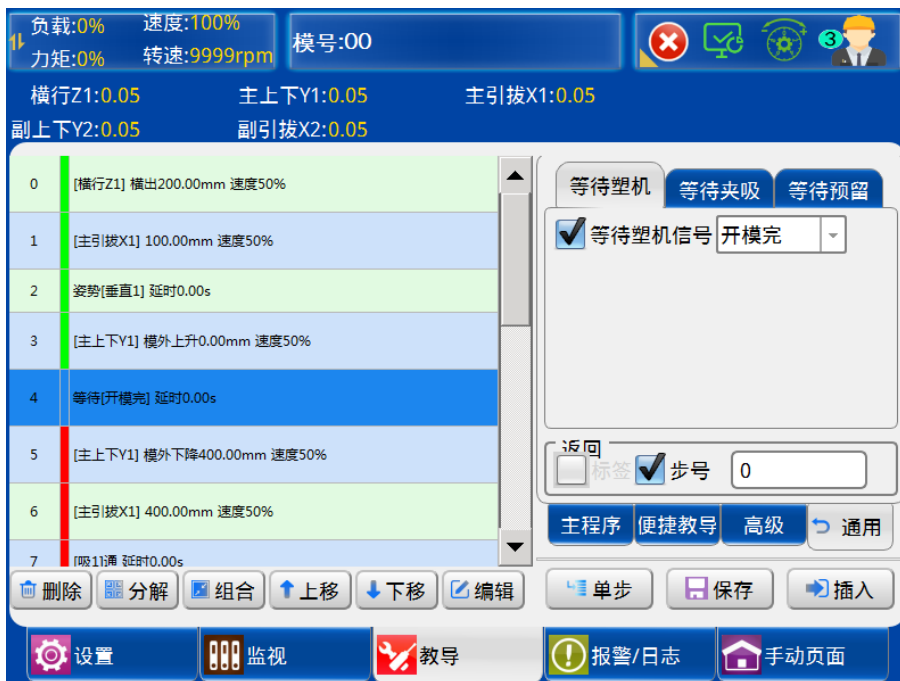 负载:0% 速度:100%
力矩:0% 转速:9999rpm
模号:00
3
横行Z1:0.05 主上下Y1:0.05 主引拔X1:0.05
副上下Y2:0.05 副引拔X2:0.05
0 [横行Z1] 横出200.00mm 速度50%
1 [主引拔X1] 100.00mm 速度50%
2 姿势[垂直1] 延时0.00s
3 [主上下Y1] 模外上升0.00mm 速度50%
4 等待[开模完] 延时0.00s
5 [主上下Y1] 模外下降400.00mm 速度50%
6 [主引拔X1] 400.00mm 速度50%
7 [吸1]通 延时0.00s
删除 分解 组合 上移 下移 编辑
等待塑机 等待夹吸 等待预留
等待塑机信号 开模完
返回
标签 步号 0
主程序 便捷教导 高级 通用
单步 保存 插入
设置 监视 教导 报警/日志 手动页面